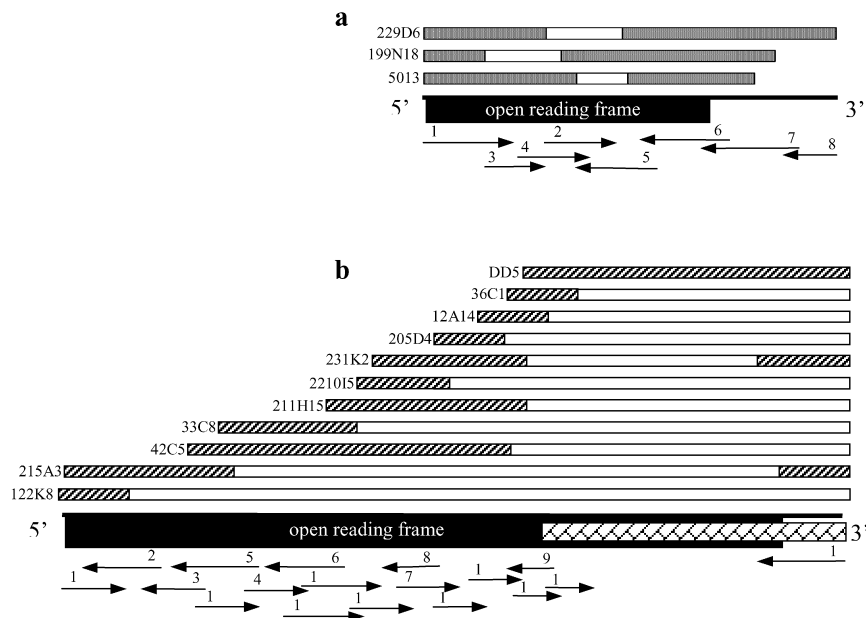 a
229D6
199N18
5013
5' open reading frame 3'
1 2 6
3 4 5 7 8
b
DD5
36C1
12A14
205D4
231K2
2210I5
211H15
33C8
42C5
215A3
122K8
5' open reading frame 3'
2 5 6 8 9 1
1 3 4 1 7 1 1
1 1 1 1 1